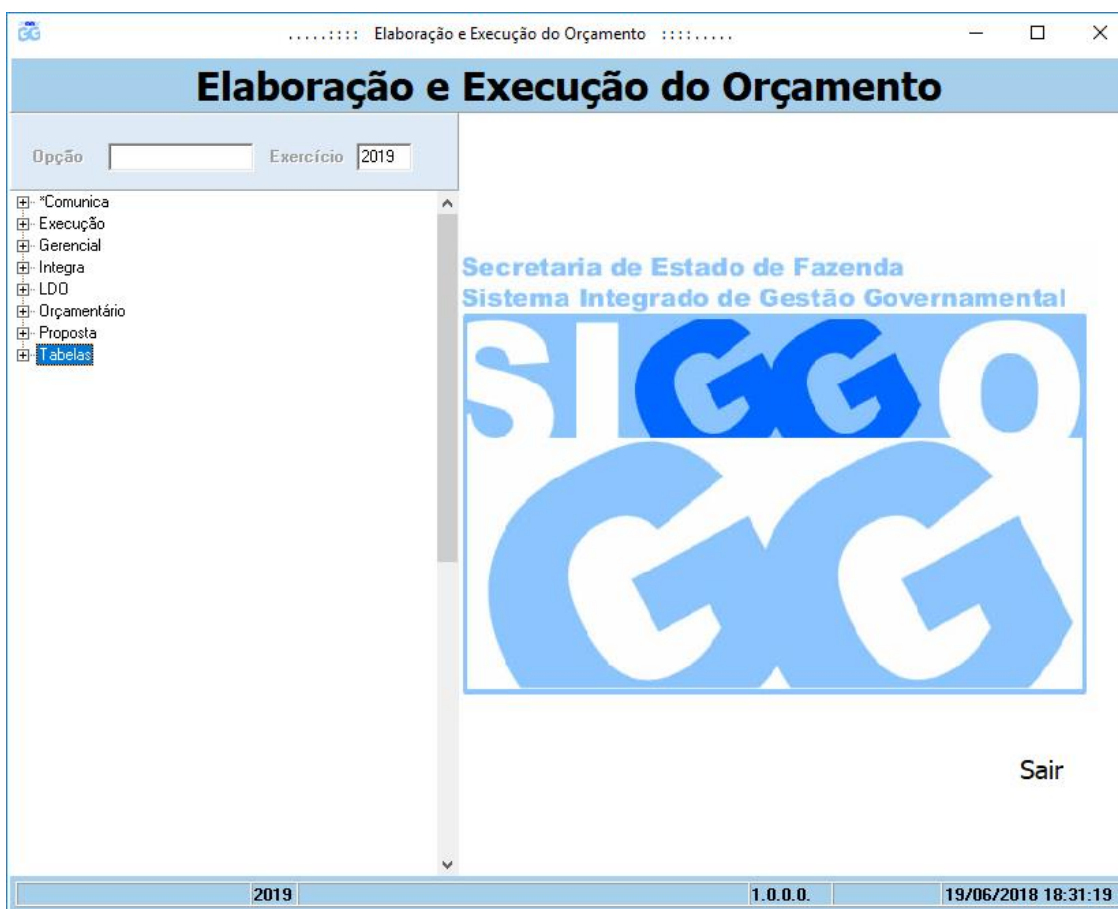 .....:::: Elaboração e Execução do Orçamento ::::.....
Elaboração e Execução do Orçamento
Opção Exercício 2019
*Comunica
Execução
Gerencial
Integra
LDO
Orçamentário
Proposta
Tabelas
Secretaria de Estado de Fazenda
Sistema Integrado de Gestão Governamental
SIGGO
GG
Sair
2019 1.0.0.0. 19/06/2018 18:31:19